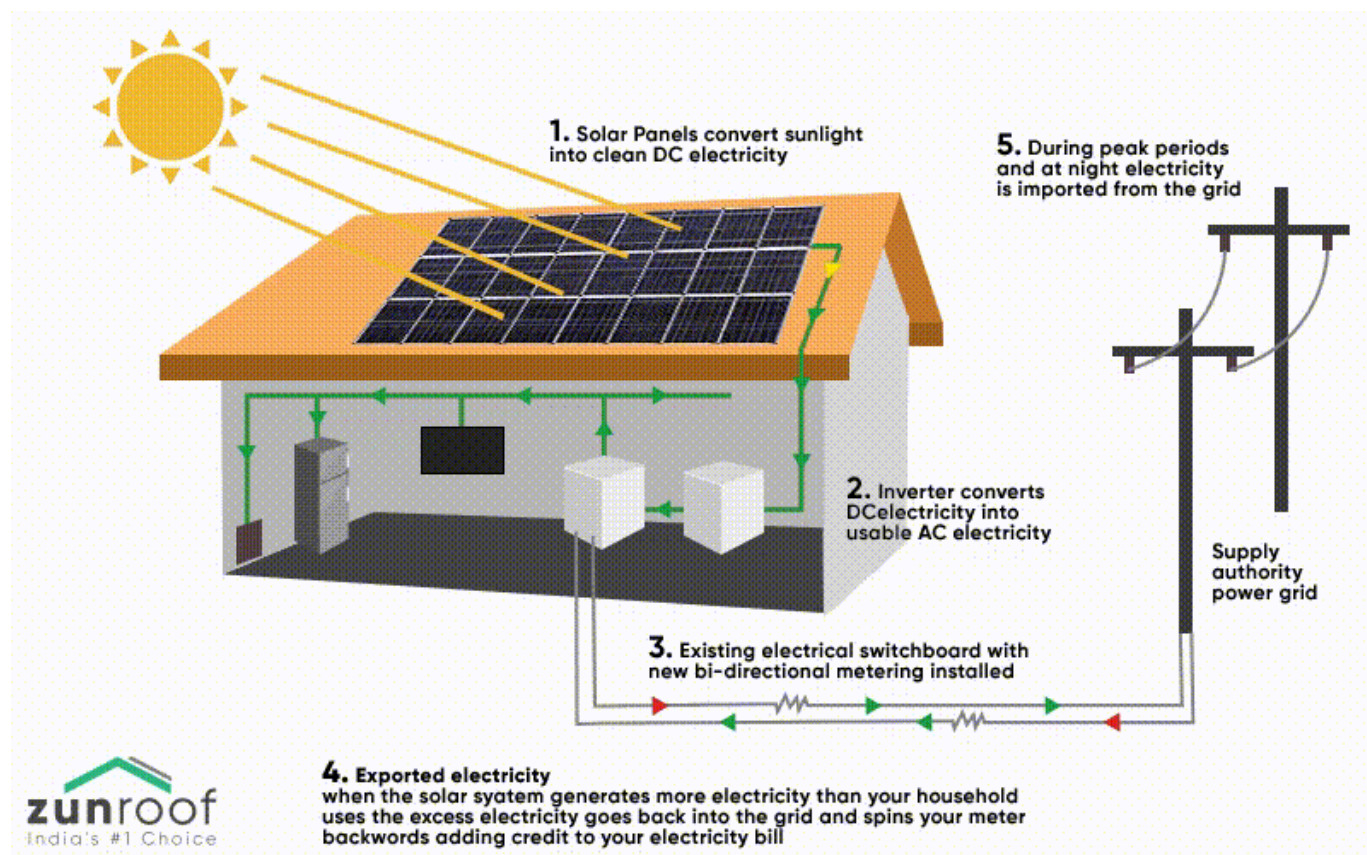 1. Solar Panels convert sunlight
into clean DC electricity
5. During peak periods
and at night electricity
is imported from the grid
2. Inverter converts
DCelectricity into
usable AC electricity
Supply
authority
power grid
3. Existing electrical switchboard with
new bi-directional metering installed
4. Exported electricity
when the solar syatem generates more electricity than your household
uses the excess electricity goes back into the grid and spins your meter
backwords adding credit to your electricity bill
zunroof
India's #1 Choice